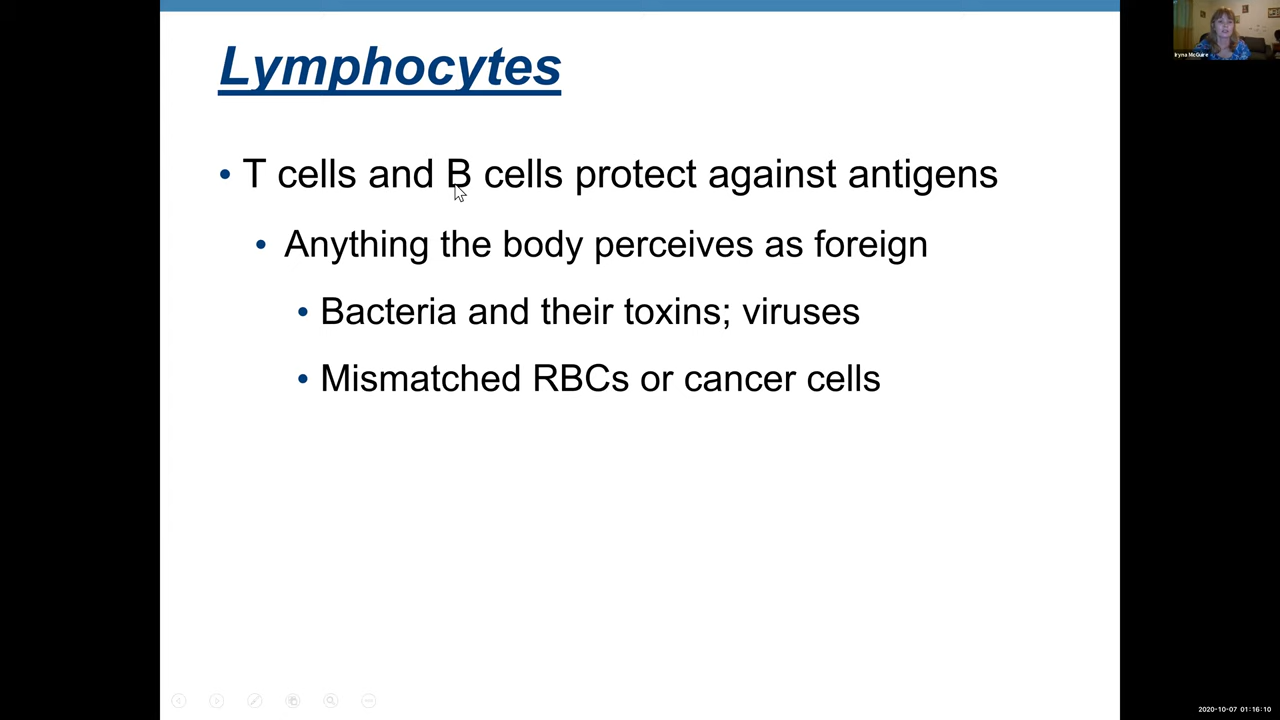 Lymphocytes
• T cells and B cells protect against antigens
• Anything the body perceives as foreign
• Bacteria and their toxins; viruses
• Mismatched RBCs or cancer cells
Iryna McGuire
2020-10-07 01:16:10